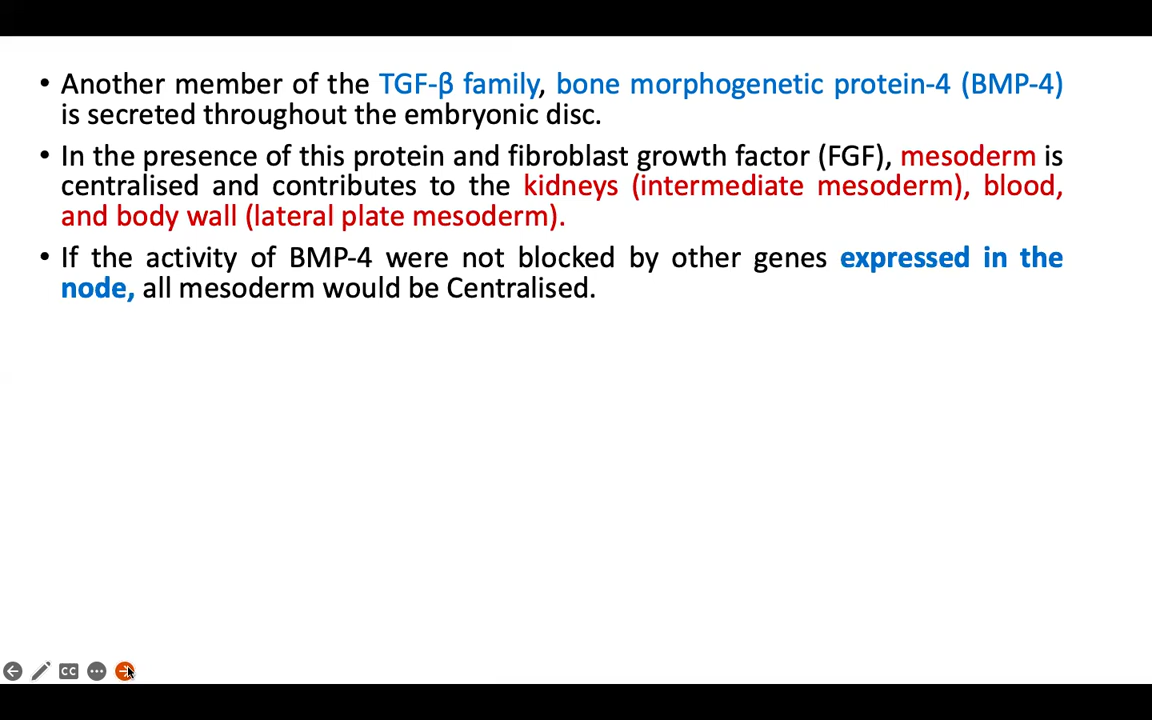 • Another member of the TGF-β family, bone morphogenetic protein-4 (BMP-4)
is secreted throughout the embryonic disc.
• In the presence of this protein and fibroblast growth factor (FGF), mesoderm is
centralised and contributes to the kidneys (intermediate mesoderm), blood,
and body wall (lateral plate mesoderm).
• If the activity of BMP-4 were not blocked by other genes expressed in the
node, all mesoderm would be Centralised.
CC